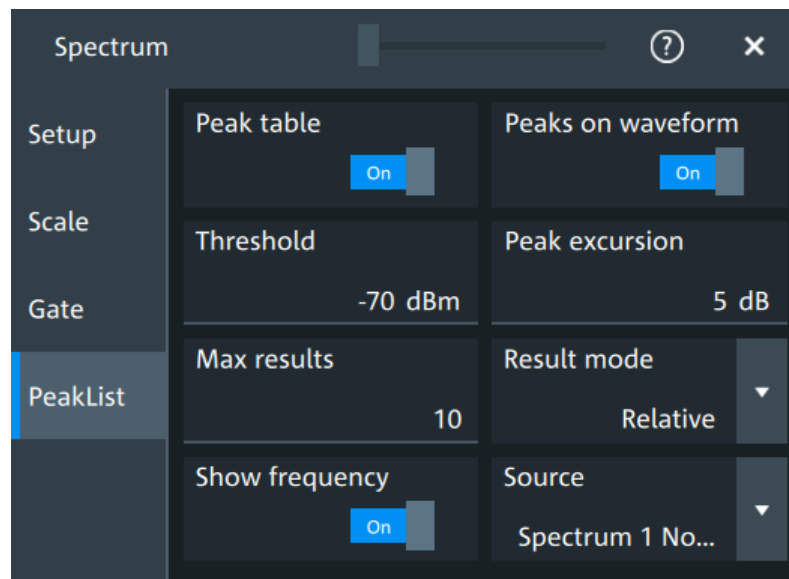 Spectrum
?
×
Setup
Scale
Gate
PeakList
Peak table
On
Peaks on waveform
On
Threshold
-70 dBm
Peak excursion
5 dB
Max results
10
Result mode
Relative
Show frequency
On
Source
Spectrum 1 No...